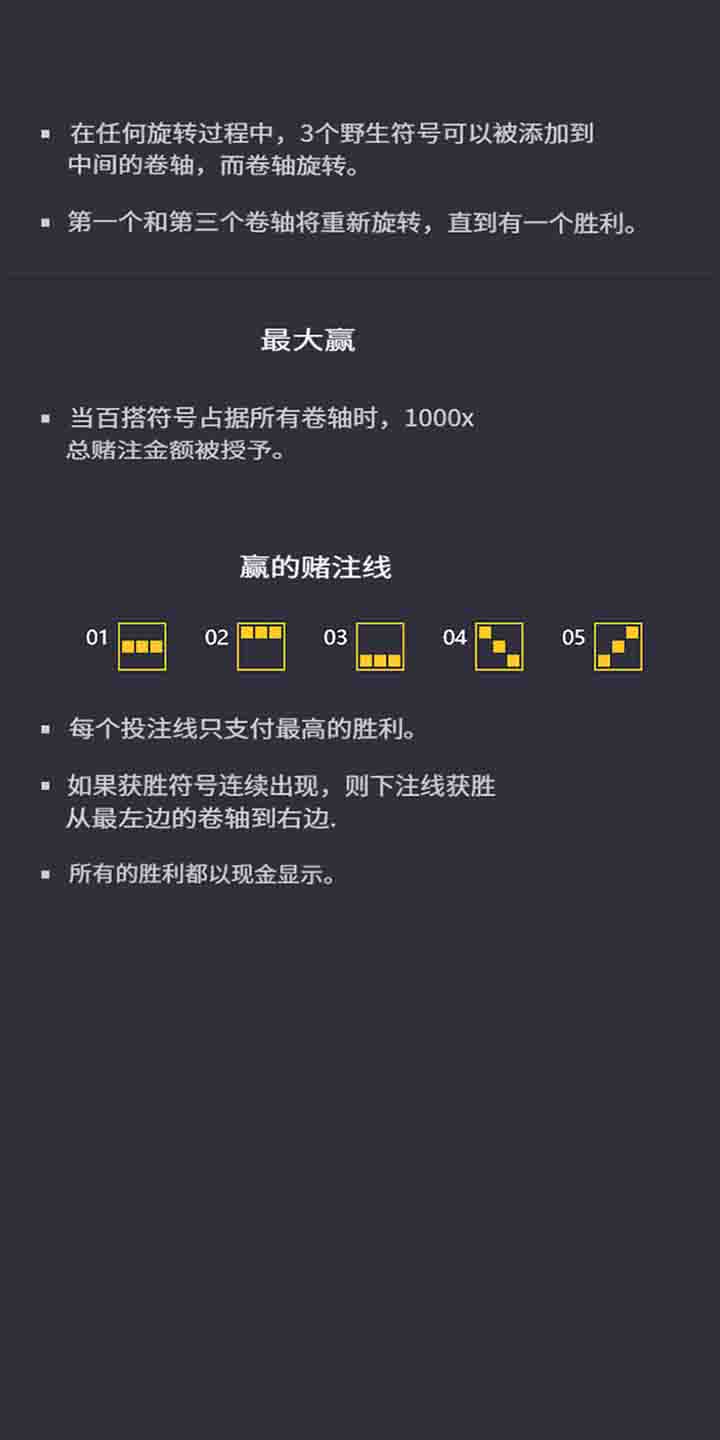 ▪ 在任何旋转过程中，3个野生符号可以被添加到
中间的卷轴，而卷轴旋转。
▪ 第一个和第三个卷轴将重新旋转，直到有一个胜利。
最大赢
▪ 当百搭符号占据所有卷轴时，1000x
总赌注金额被授予。
赢的赌注线
01 02 03 04 05
▪ 每个投注线只支付最高的胜利。
▪ 如果获胜符号连续出现，则下注线获胜
从最左边的卷轴到右边.
▪ 所有的胜利都以现金显示。